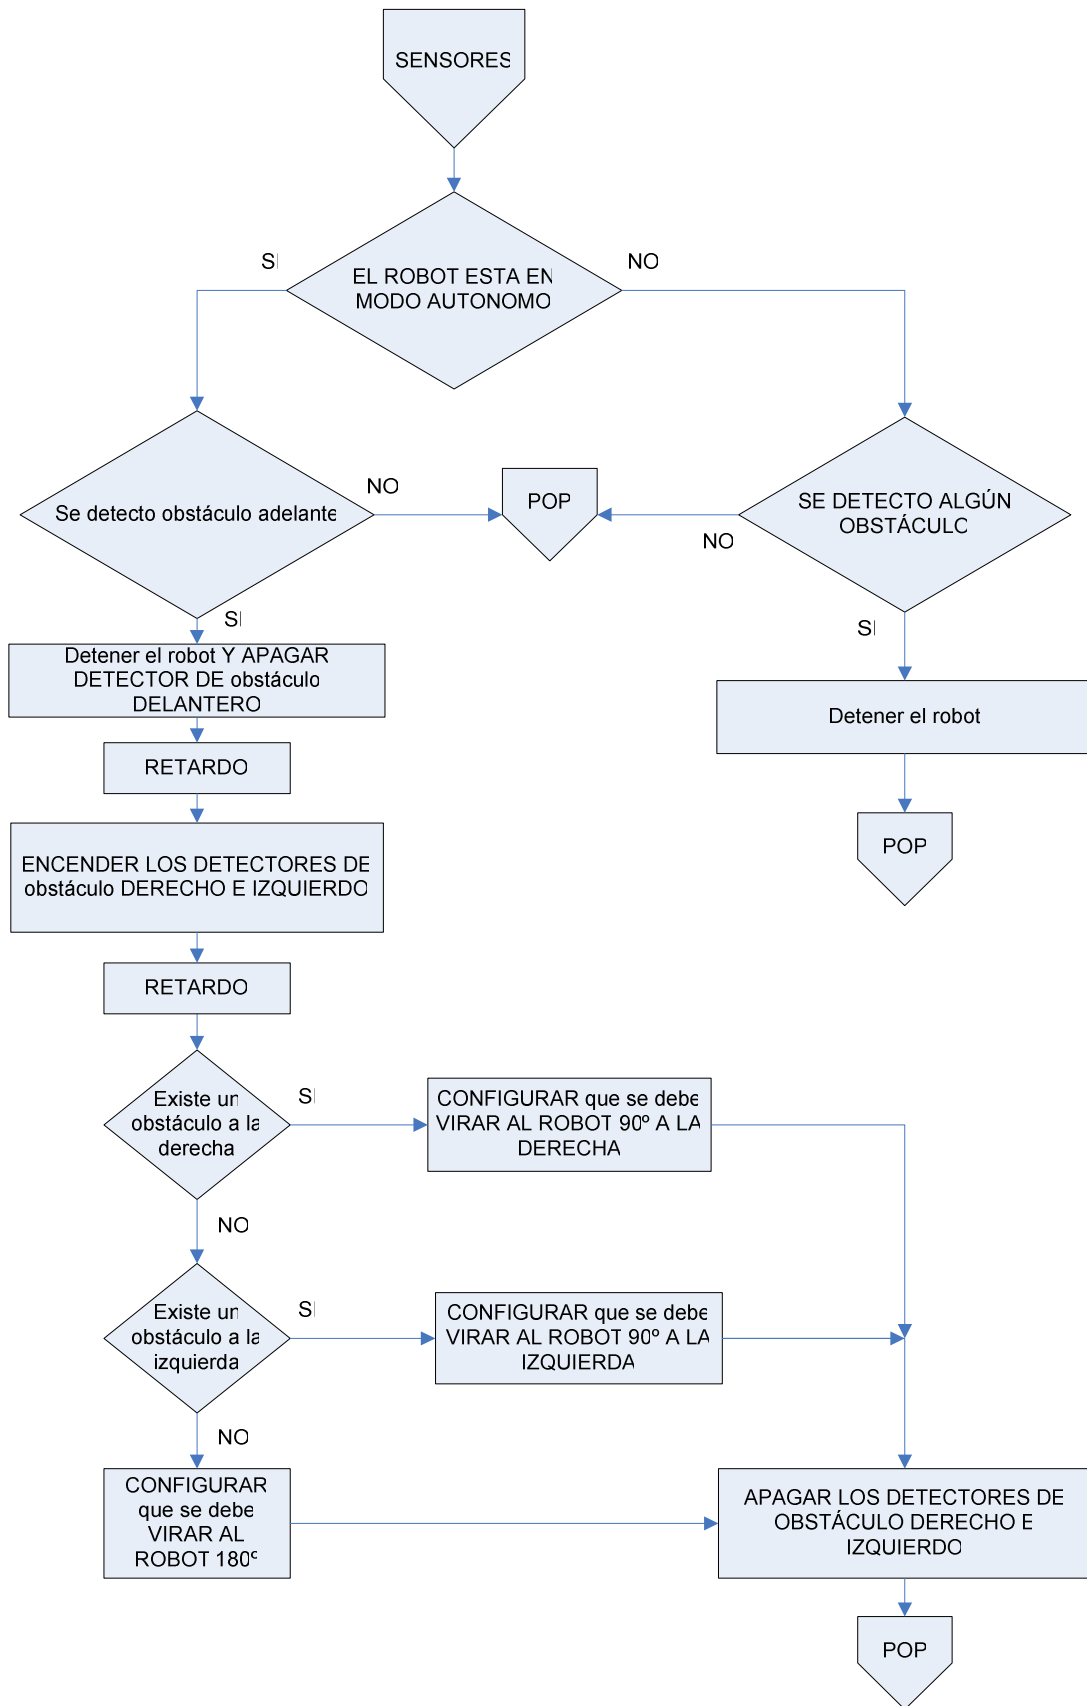 SENSORES
EL ROBOT ESTA EN
MODO AUTONOMO
SI
NO
Se detecto obstáculo adelante
NO
POP
SE DETECTO ALGÚN
OBSTÁCULO
NO
SI
SI
Detener el robot Y APAGAR
DETECTOR DE obstáculo
DELANTERO
Detener el robot
RETARDO
POP
ENCENDER LOS DETECTORES DE
obstáculo DERECHO E IZQUIERDO
RETARDO
Existe un
obstáculo a la
derecha
SI
CONFIGURAR que se debe
VIRAR AL ROBOT 90º A LA
DERECHA
NO
Existe un
obstáculo a la
izquierda
SI
CONFIGURAR que se debe
VIRAR AL ROBOT 90º A LA
IZQUIERDA
NO
CONFIGURAR
que se debe
VIRAR AL
ROBOT 180º
APAGAR LOS DETECTORES DE
OBSTÁCULO DERECHO E
IZQUIERDO
POP